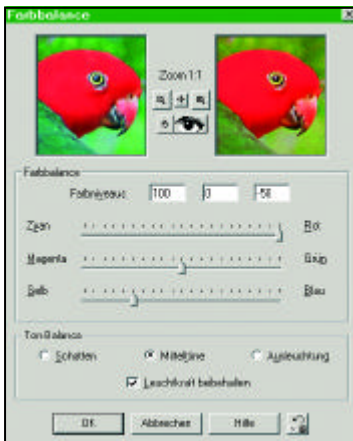 Farbbalance
Zoom 1:1
Farbbalance
Farbniveaus: 100 0 -50
Zyan Rot
Magenta Grün
Gelb Blau
Ton Balance
Schatten Mitteltöne Ausleuchtung
Leuchtkraft beibehalten
OK Abbrechen Hilfe